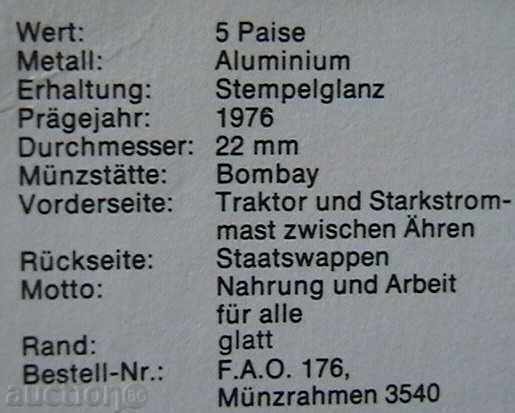 Wert: 5 Paise
Metall: Aluminium
Erhaltung: Stempelglanz
Prägejahr: 1976
Durchmesser: 22 mm
Münzstätte: Bombay
Vorderseite: Traktor und Starkstrom-
mast zwischen Ähren
Rückseite: Staatswappen
Motto: Nahrung und Arbeit
für alle
Rand: glatt
Bestell-Nr.: F.A.O. 176,
Münzrahmen 3540
auction